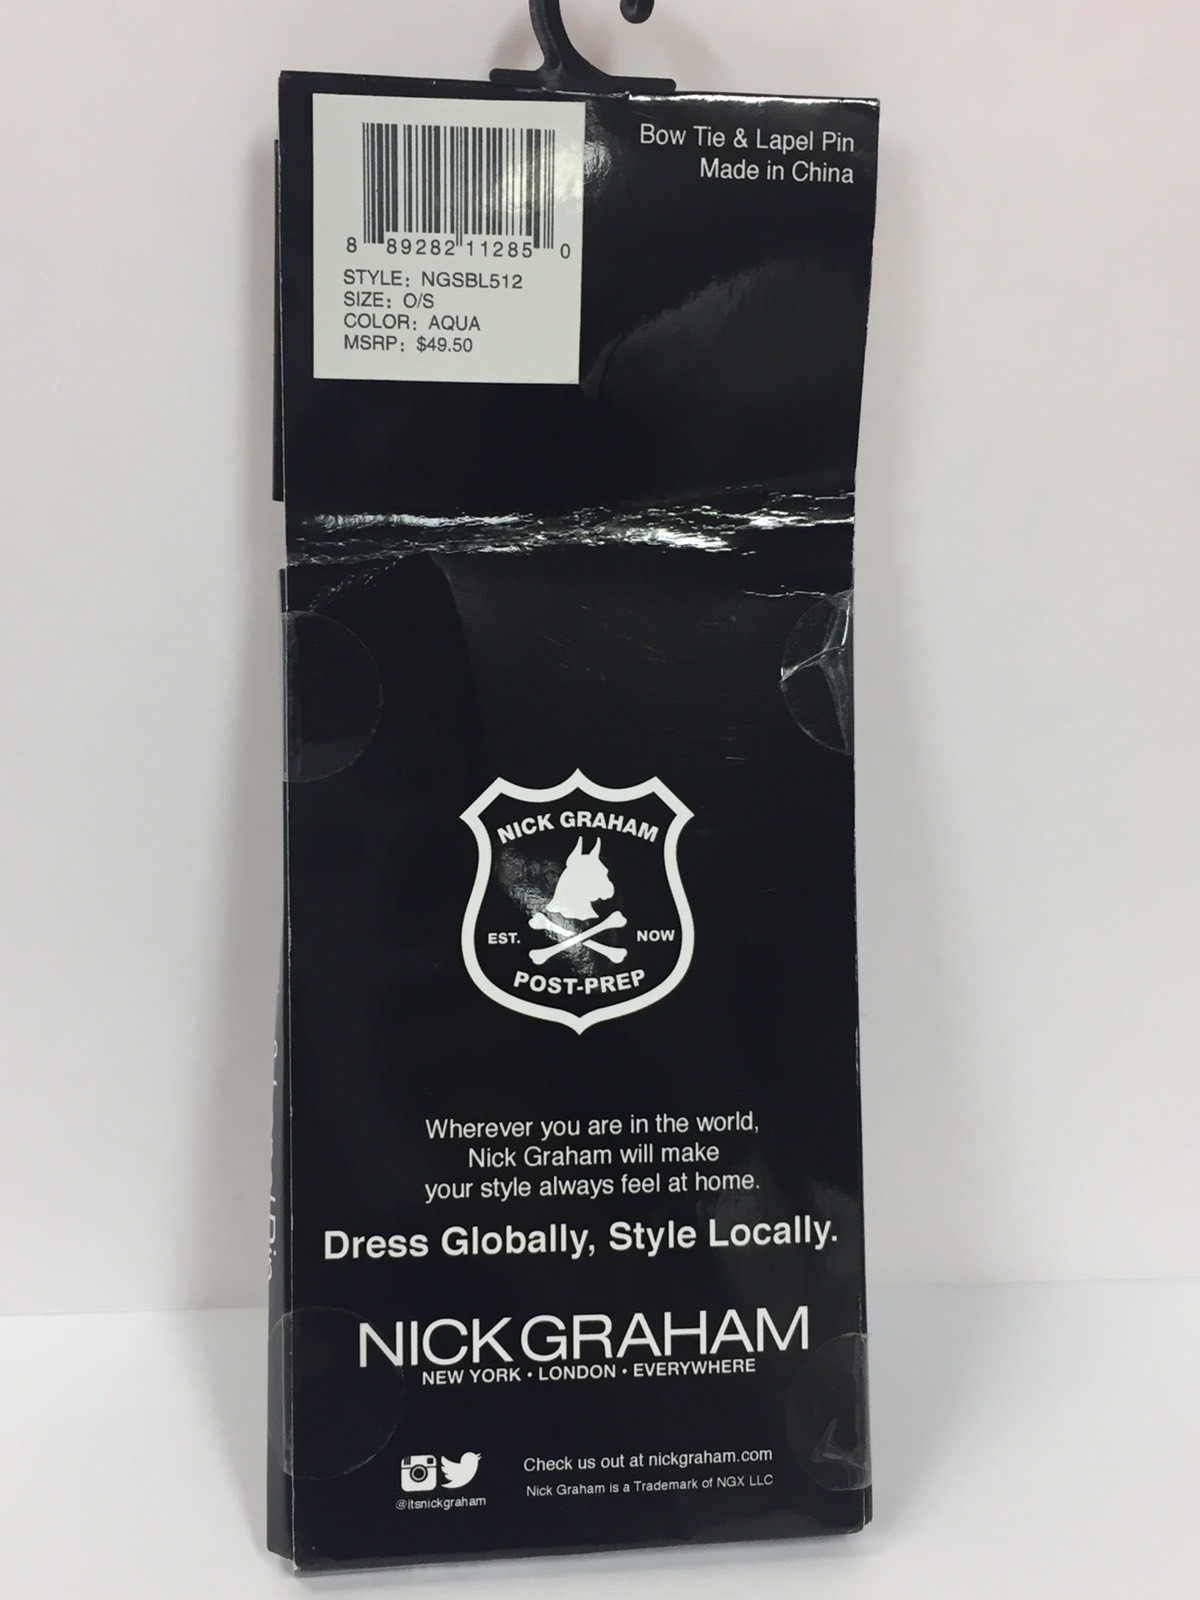 Bow Tie & Lapel Pin
Made in China
8 89282 11285 0
STYLE: NGSBL512
SIZE: O/S
COLOR: AQUA
MSRP: $49.50
NICK GRAHAM
EST. NOW
POST-PREP
Wherever you are in the world,
Nick Graham will make
your style always feel at home.
Dress Globally, Style Locally.
NICK GRAHAM
NEW YORK • LONDON • EVERYWHERE
Check us out at nickgraham.com
Nick Graham is a Trademark of NGX LLC
@itsnickgraham